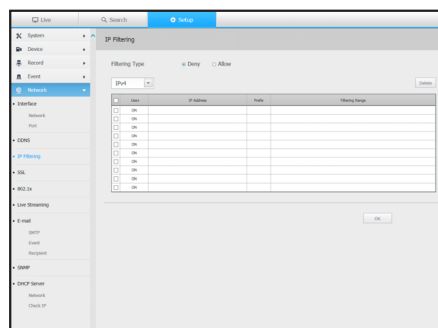 Live
Search
Setup
System
Device
Record
Event
Network
Interface
Network
Port
DDNS
IP Filtering
SSL
802.1x
Live Streaming
E-mail
SMTP
Event
Recipient
SNMP
DHCP Server
Network
Check IP
IP Filtering
Filtering Type
Deny
Allow
IPv4
Delete
Used IP Address Prefix Filtering Range
ON
ON
ON
ON
ON
ON
ON
ON
ON
ON
OK